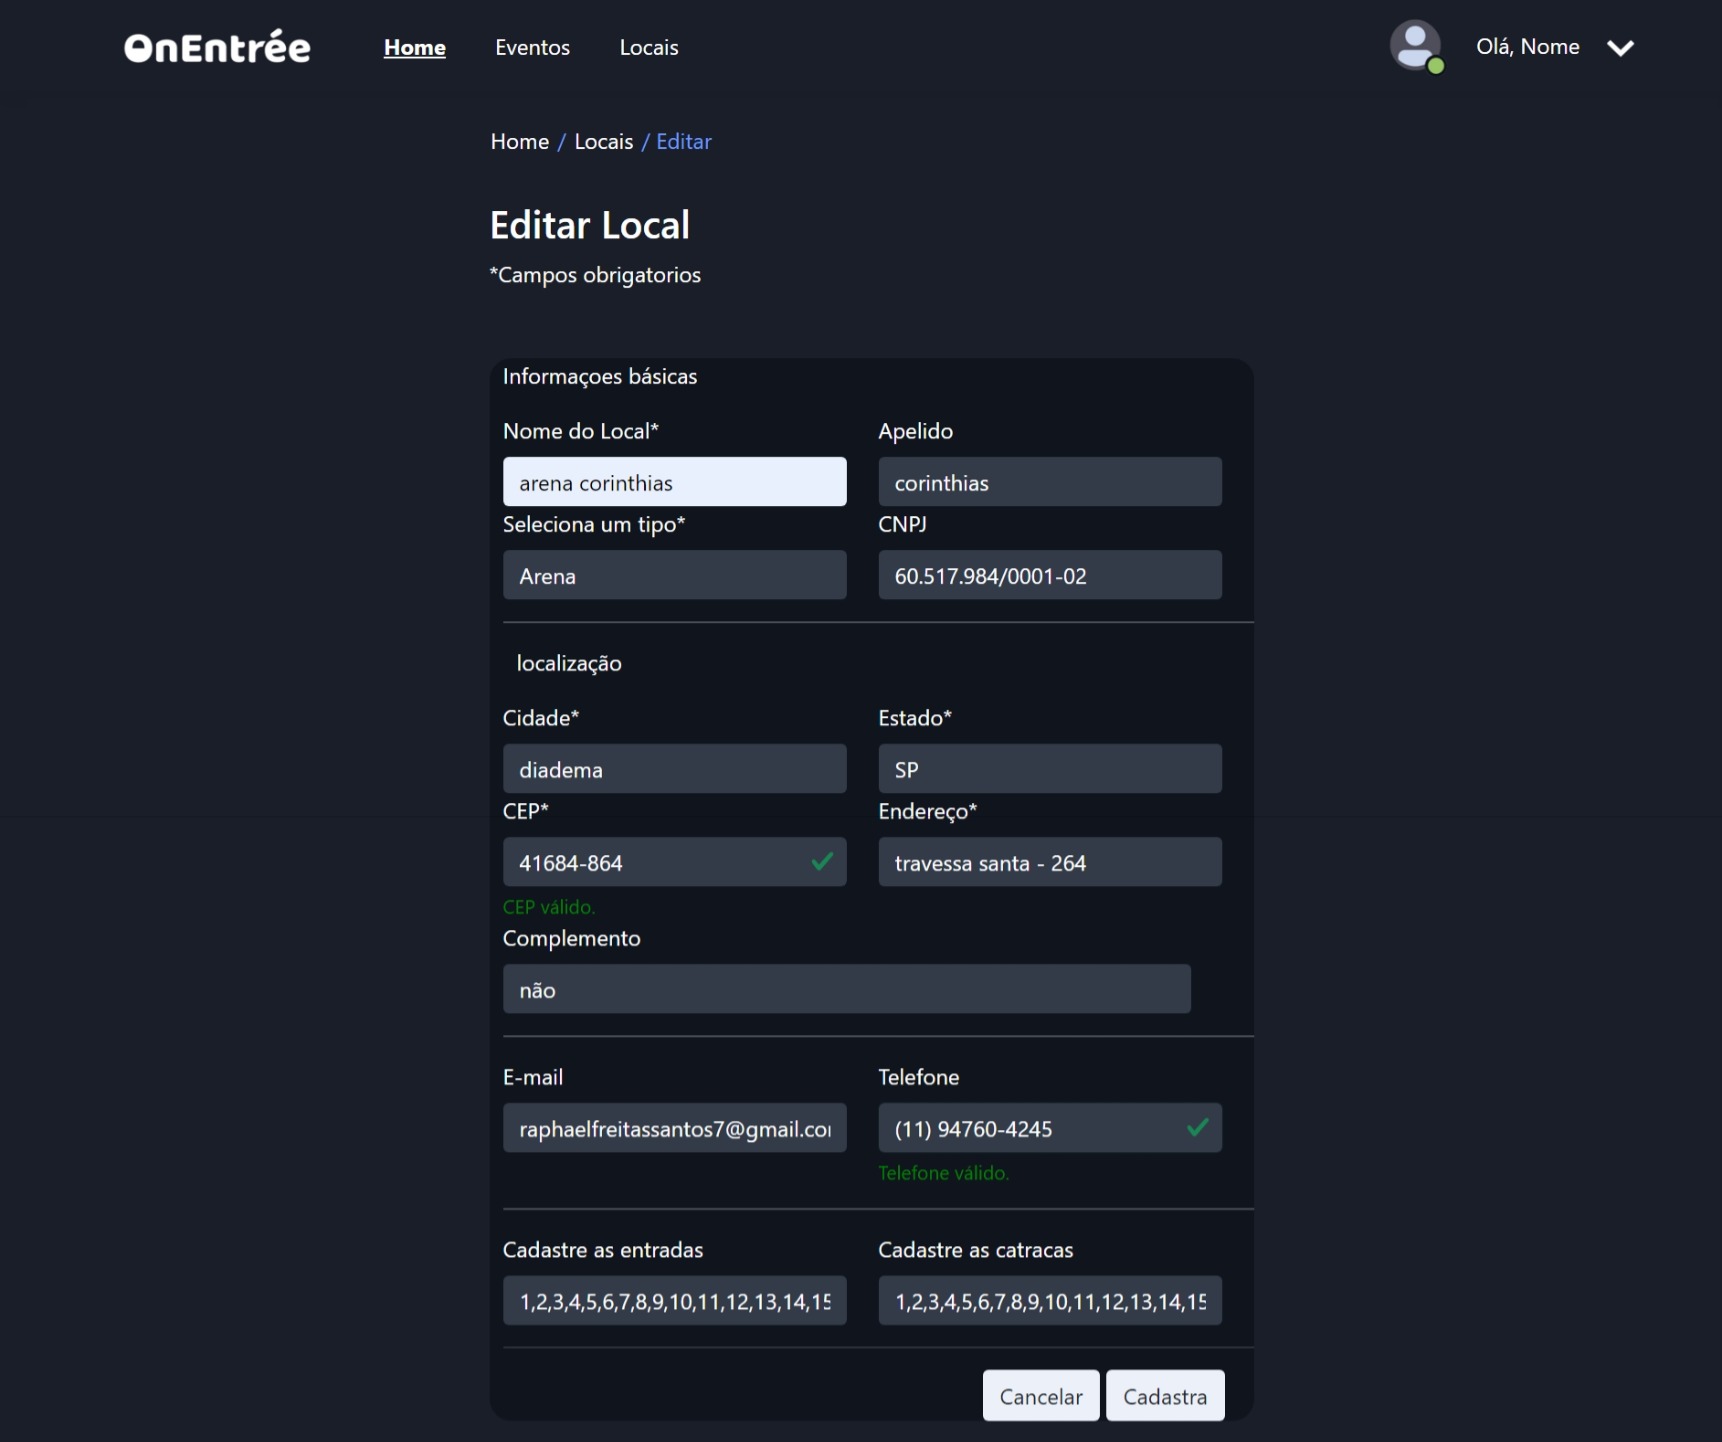 OnEntrée Home Eventos Locais Olá, Nome
Home / Locais / Editar
Editar Local
*Campos obrigatorios
Informaçoes básicas
Nome do Local* Apelido
arena corinthias corinthias
Seleciona um tipo* CNPJ
Arena 60.517.984/0001-02
localização
Cidade* Estado*
diadema SP
CEP* Endereço*
41684-864 travessa santa - 264
CEP válido.
Complemento
não
E-mail Telefone
raphaelfreitassantos7@gmail.co (11) 94760-4245
Telefone válido.
Cadastre as entradas Cadastre as catracas
1,2,3,4,5,6,7,8,9,10,11,12,13,14,15 1,2,3,4,5,6,7,8,9,10,11,12,13,14,15
Cancelar Cadastra